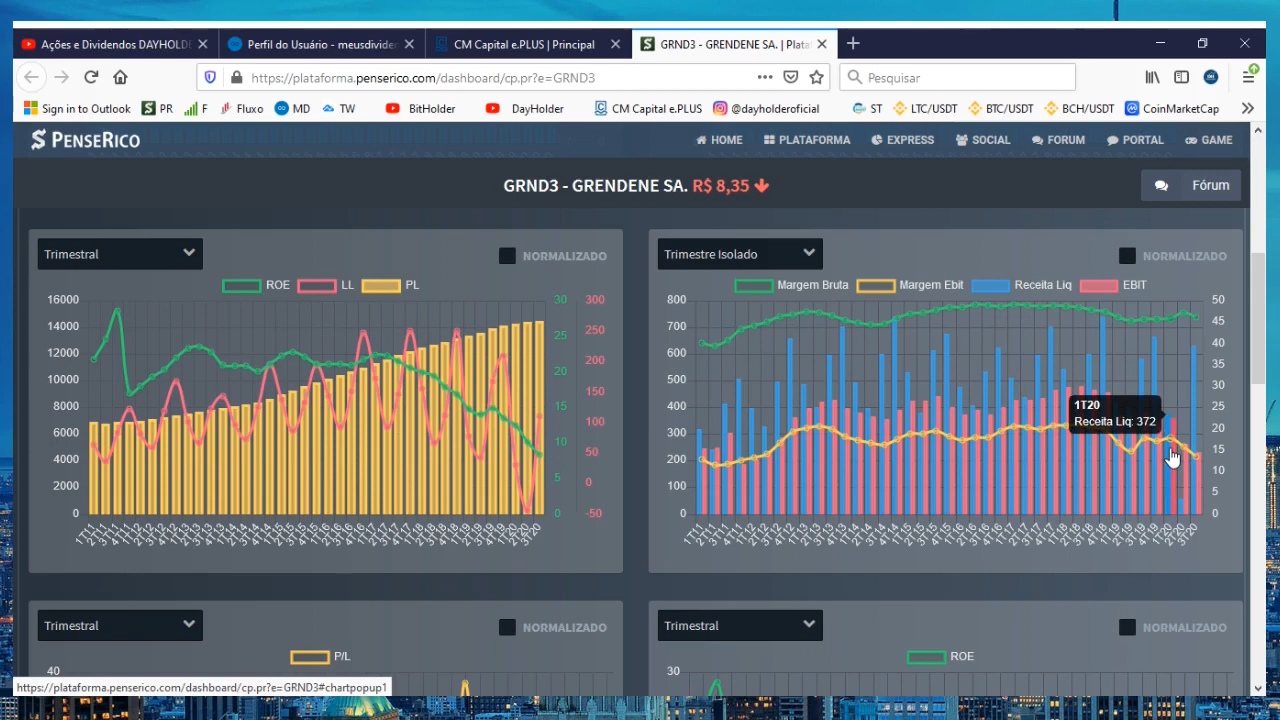 Ações e Dividendos DAYHOLDE
Perfil do Usuário - meusdivider
CM Capital e.PLUS | Principal
GRND3 - GRENDENE SA. | Plata
https://plataforma.penserico.com/dashboard/cp.pr?e=GRND3
Pesquisar
Sign in to Outlook
PR
F
Fluxo
MD
TW
BitHolder
DayHolder
CM Capital e.PLUS
@dayholderoficial
ST
LTC/USDT
BTC/USDT
BCH/USDT
CoinMarketCap
PENSERICO
HOME
PLATAFORMA
EXPRESS
SOCIAL
FORUM
PORTAL
GAME
GRND3 - GRENDENE SA. R$ 8,35
Fórum
Trimestral
NORMALIZADO
ROE LL PL
16000
14000
12000
10000
8000
6000
4000
2000
0
30
25
20
15
10
5
0
300
250
200
150
100
50
0
-50
Trimestre Isolado
NORMALIZADO
Margem Bruta Margem Ebit Receita Liq EBIT
800
700
600
500
400
300
200
100
0
50
45
40
35
30
25
20
15
10
5
0
1T20
Receita Liq: 372
Trimestral
NORMALIZADO
P/L
40
Trimestral
NORMALIZADO
ROE
30
https://plataforma.penserico.com/dashboard/cp.pr?e=GRND3#chartpopup1